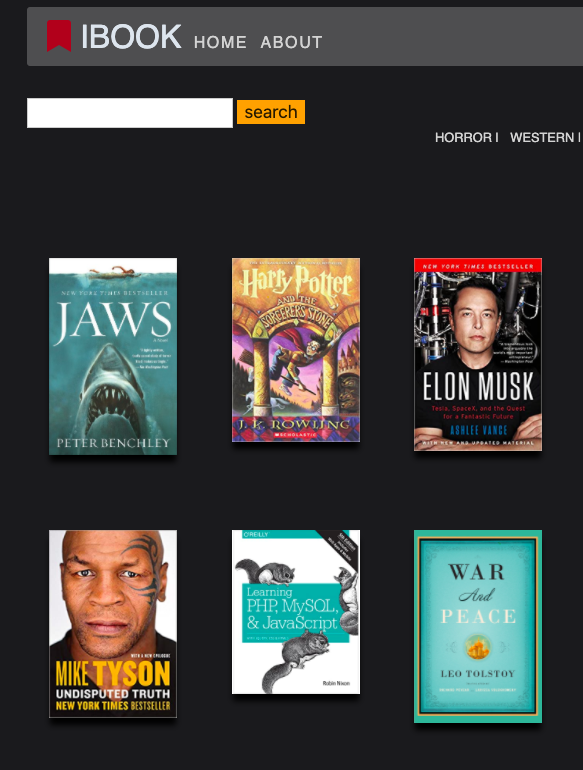 IBOOK HOME ABOUT
search
HORROR | WESTERN |
NEW YORK TIMES BESTSELLER
JAWS
PETER BENCHLEY
Harry Potter
AND THE
SORCERER'S STONE
J. K. ROWLING
SCHOLASTIC
NEW YORK TIMES BESTSELLER
ELON MUSK
Tesla, SpaceX, and the Quest
for a Fantastic Future
ASHLEE VANCE
WITH NEW AND UPDATED MATERIAL
WITH A NEW EPILOGUE
MIKE TYSON
UNDISPUTED TRUTH
NEW YORK TIMES BESTSELLER
O'REILLY
Learning
PHP, MySQL,
& JavaScript
Robin Nixon
WAR
And
PEACE
LEO TOLSTOY